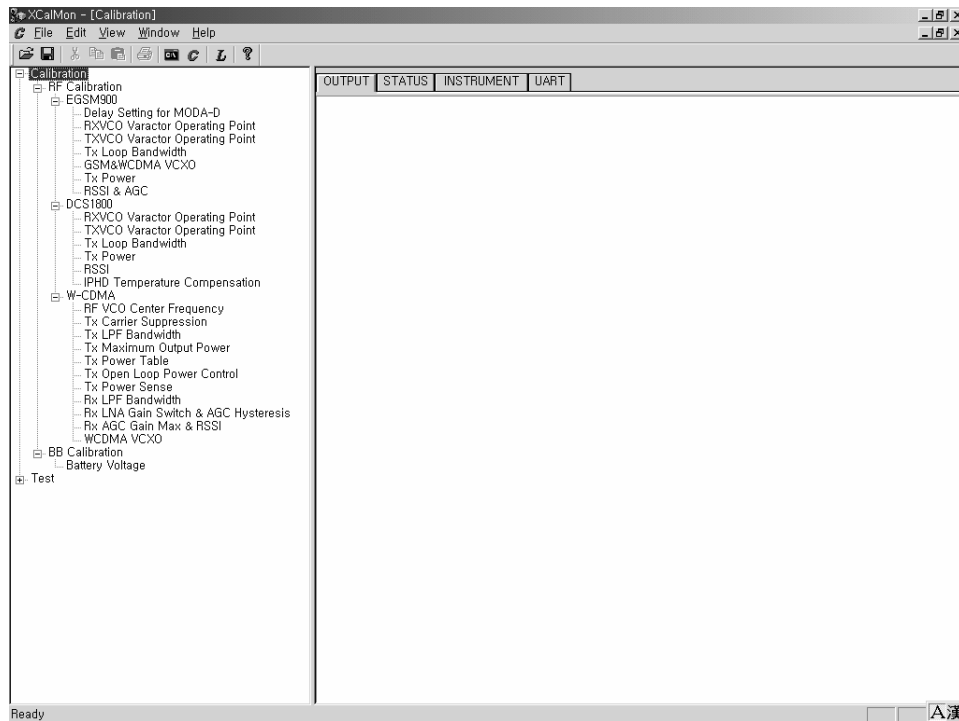 XCalMon - [Calibration]
File Edit View Window Help
C L ?
Calibration
RF Calibration
EGSM900
Delay Setting for MODA-D
RXVCO Varactor Operating Point
TXVCO Varactor Operating Point
Tx Loop Bandwidth
GSM&WCDMA VCXO
Tx Power
RSSI & AGC
DCS1800
RXVCO Varactor Operating Point
TXVCO Varactor Operating Point
Tx Loop Bandwidth
Tx Power
RSSI
IPHD Temperature Compensation
W-CDMA
RF VCO Center Frequency
Tx Carrier Suppression
Tx LPF Bandwidth
Tx Maximum Output Power
Tx Power Table
Tx Open Loop Power Control
Tx Power Sense
Rx LPF Bandwidth
Rx LNA Gain Switch & AGC Hysteresis
Rx AGC Gain Max & RSSI
WCDMA VCXO
BB Calibration
Battery Voltage
Test
OUTPUT STATUS INSTRUMENT UART
Ready
A漢